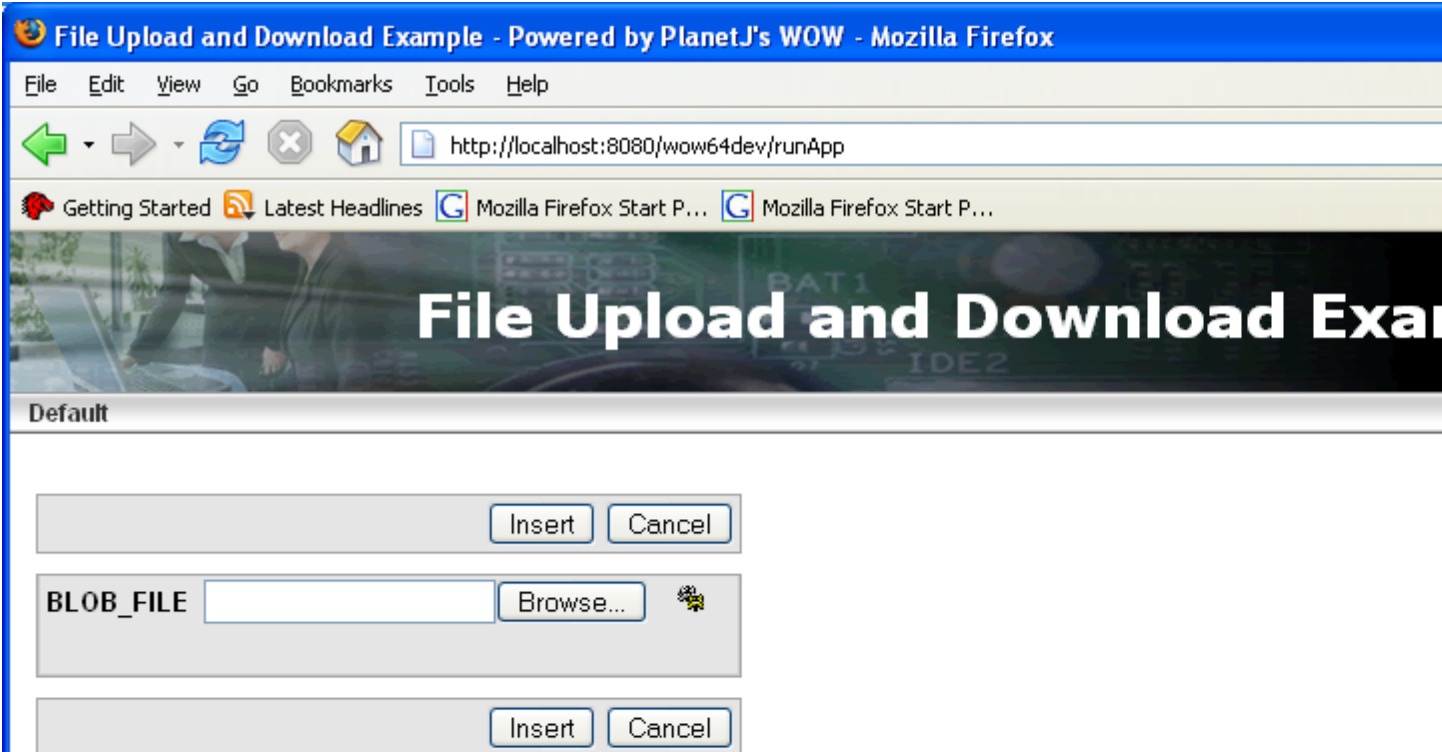 File Upload and Download Example - Powered by PlanetJ's WOW - Mozilla Firefox
File Edit View Go Bookmarks Tools Help
http://localhost:8080/wow64dev/runApp
Getting Started Latest Headlines G Mozilla Firefox Start P... G Mozilla Firefox Start P...
BAT1
File Upload and Download Exa
IDE2
Default
Insert Cancel
BLOB_FILE Browse...
Insert Cancel